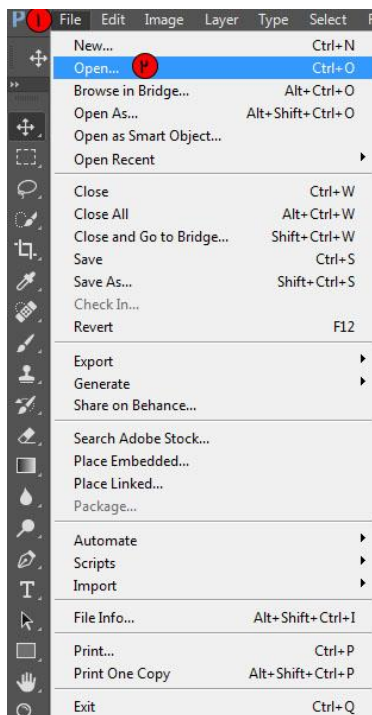 P ۱ File Edit Image Layer Type Select
New... Ctrl+N
Open... ۲ Ctrl+O
Browse in Bridge... Alt+Ctrl+O
Open As... Alt+Shift+Ctrl+O
Open as Smart Object...
Open Recent
Close Ctrl+W
Close All Alt+Ctrl+W
Close and Go to Bridge... Shift+Ctrl+W
Save Ctrl+S
Save As... Shift+Ctrl+S
Check In...
Revert F12
Export
Generate
Share on Behance...
Search Adobe Stock...
Place Embedded...
Place Linked...
Package...
Automate
Scripts
Import
File Info... Alt+Shift+Ctrl+I
Print... Ctrl+P
Print One Copy Alt+Shift+Ctrl+P
Exit Ctrl+Q